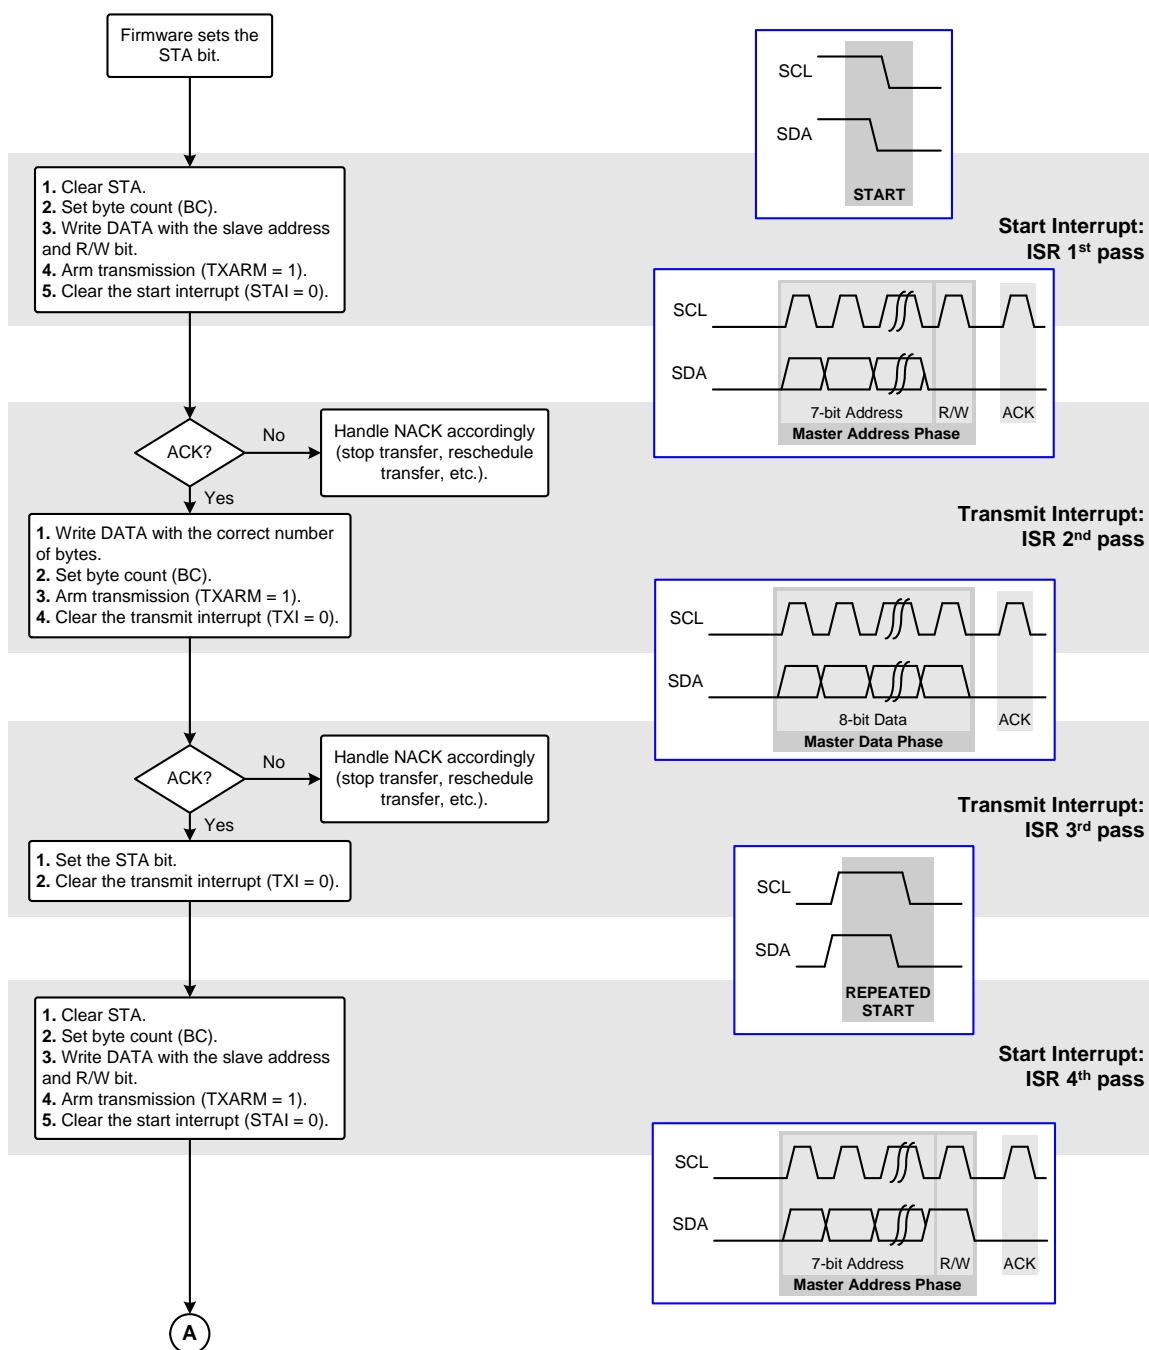 Firmware sets the
STA bit.
SCL
SDA
START
1. Clear STA.
2. Set byte count (BC).
3. Write DATA with the slave address
and R/W bit.
4. Arm transmission (TXARM = 1).
5. Clear the start interrupt (STAI = 0).
Start Interrupt:
ISR 1st pass
SCL
SDA
7-bit Address
R/W
ACK
Master Address Phase
ACK?
No
Yes
Handle NACK accordingly
(stop transfer, reschedule
transfer, etc.).
1. Write DATA with the correct number
of bytes.
2. Set byte count (BC).
3. Arm transmission (TXARM = 1).
4. Clear the transmit interrupt (TXI = 0).
Transmit Interrupt:
ISR 2nd pass
SCL
SDA
8-bit Data
ACK
Master Data Phase
ACK?
No
Yes
Handle NACK accordingly
(stop transfer, reschedule
transfer, etc.).
1. Set the STA bit.
2. Clear the transmit interrupt (TXI = 0).
Transmit Interrupt:
ISR 3rd pass
SCL
SDA
REPEATED
START
1. Clear STA.
2. Set byte count (BC).
3. Write DATA with the slave address
and R/W bit.
4. Arm transmission (TXARM = 1).
5. Clear the start interrupt (STAI = 0).
Start Interrupt:
ISR 4th pass
SCL
SDA
7-bit Address
R/W
ACK
Master Address Phase
A